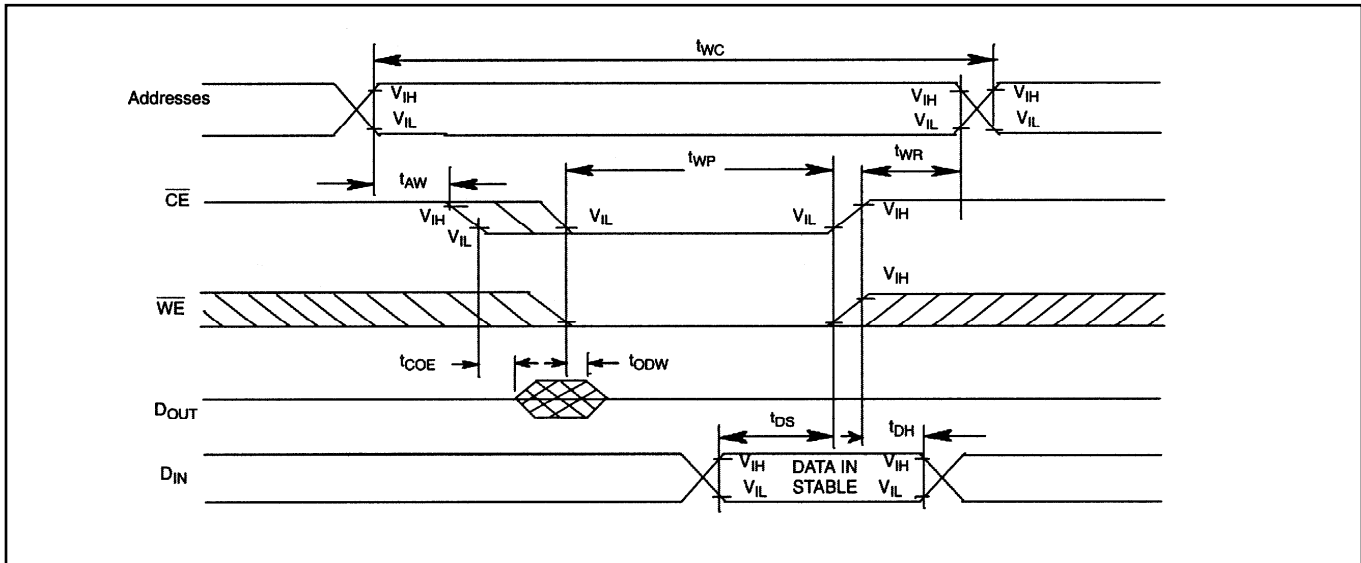 tWC
Addresses
VIH VIH VIH
VIL VIL VIL
tWP tWR
tAW
CE
VIH VIL VIL VIH
VIL
VIH
WE
tCOE tODW
DOUT
tDS tDH
DIN
VIH DATA IN VIH
VIL STABLE VIL